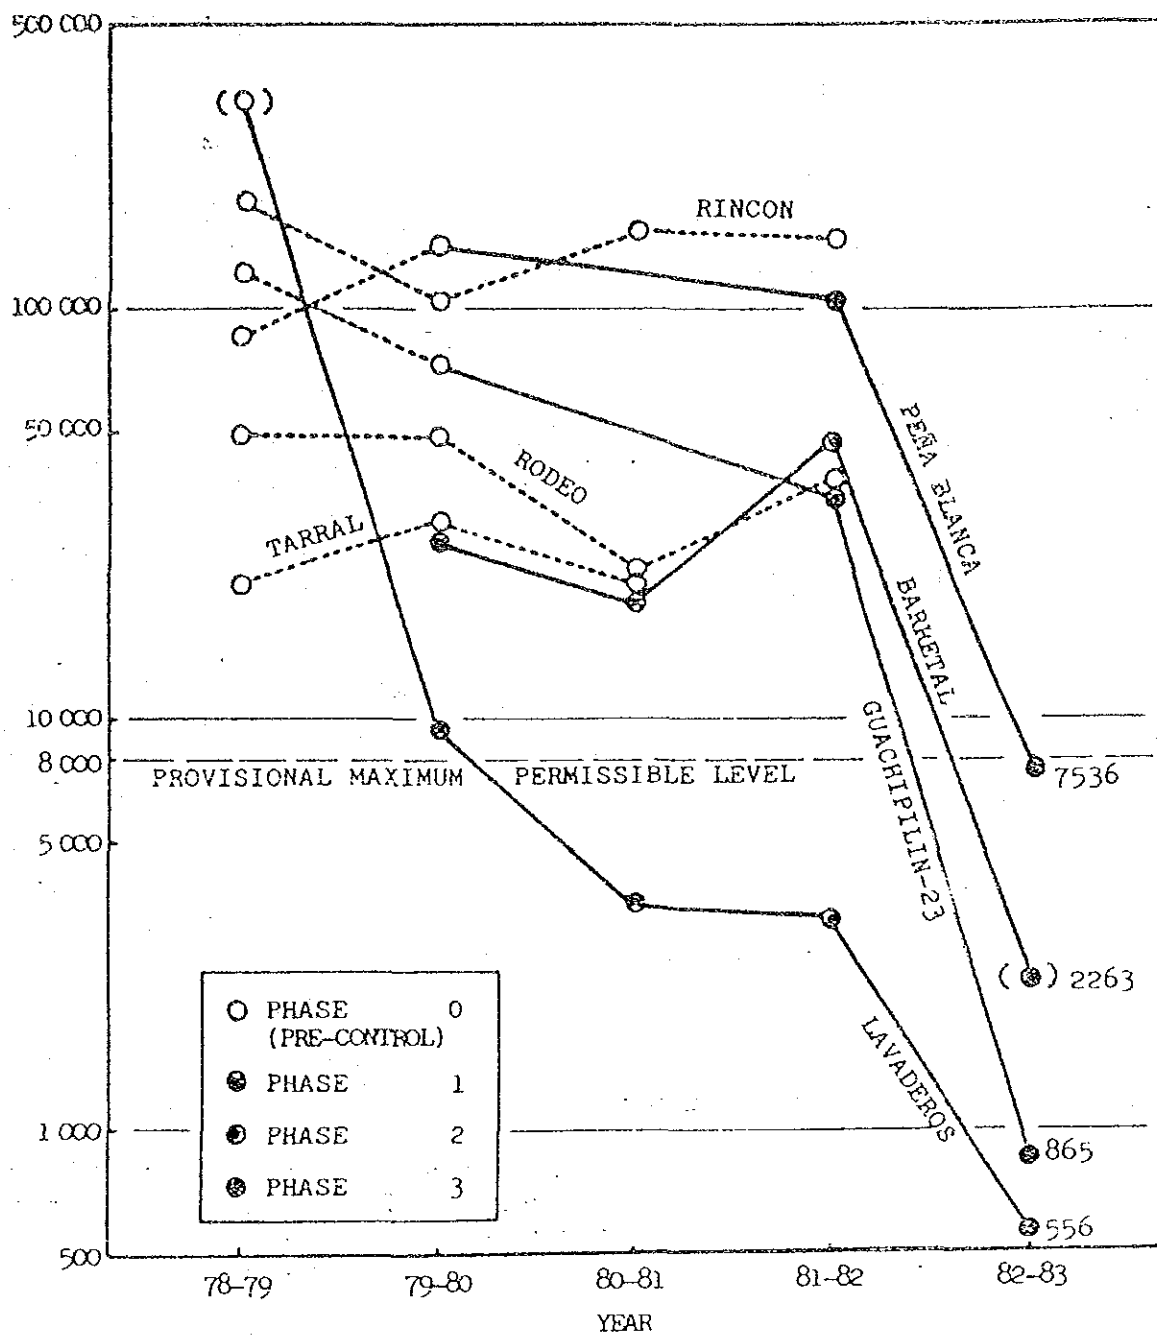 500 000
( )
RINCON
100 000
PEÑA BLANCA
50 000
RODEO
TARRAL
BARRETAL
GUACHIPILIN-23
10 000
8 000
PROVISIONAL MAXIMUM PERMISSIBLE LEVEL
7536
5 000
( ) 2263
LAVADEROS
PHASE 0
(PRE-CONTROL)
PHASE 1
PHASE 2
PHASE 3
1 000
865
556
500
78-79 79-80 80-81 81-82 82-83
YEAR